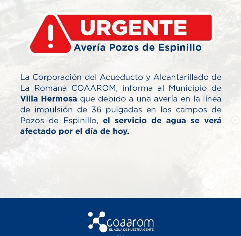 URGENTE
Avería Pozos de Espinillo
La Corporación del Acueducto y Alcantarillado de
La Romana COAAROM, informa al Municipio de
Villa Hermosa que debido a una avería en la línea
de impulsión de 36 pulgadas en los campos de
Pozos de Espinillo, el servicio de agua se verá
afectado por el día de hoy.
coaarom